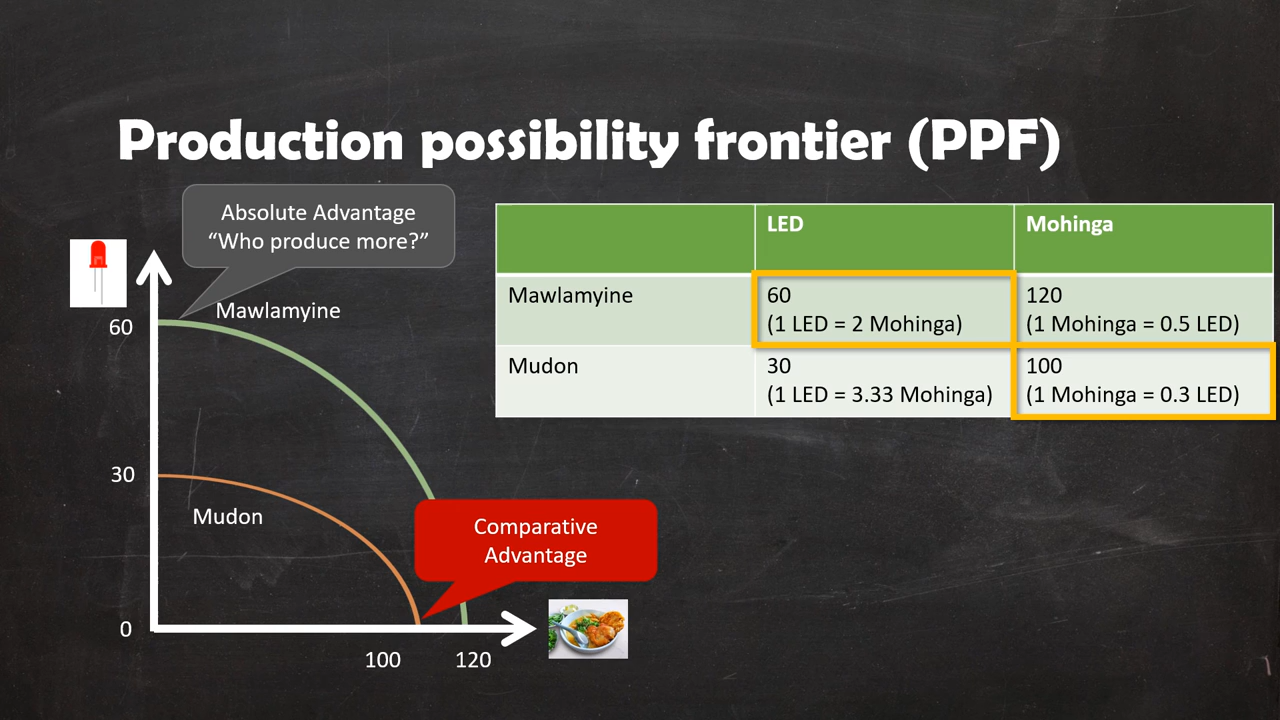 Production possibility frontier (PPF)
Absolute Advantage
“Who produce more?”
Mawlamyine
60
30
Mudon
0
100
120
Comparative
Advantage
LED
Mohinga
Mawlamyine
60
(1 LED = 2 Mohinga)
120
(1 Mohinga = 0.5 LED)
Mudon
30
(1 LED = 3.33 Mohinga)
100
(1 Mohinga = 0.3 LED)